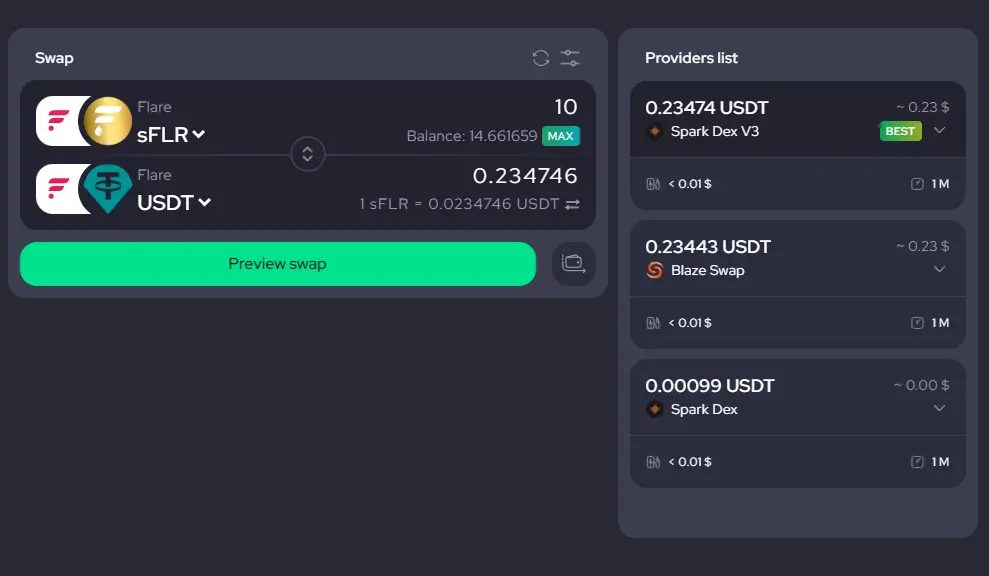 Swap
Flare
10
sFLR
Balance: 14.661659 MAX
Flare
0.234746
USDT
1 sFLR = 0.0234746 USDT
Preview swap
Providers list
0.23474 USDT
~ 0.23 $
Spark Dex V3
BEST
< 0.01 $
1 M
0.23443 USDT
~ 0.23 $
Blaze Swap
< 0.01 $
1 M
0.00099 USDT
~ 0.00 $
Spark Dex
< 0.01 $
1 M